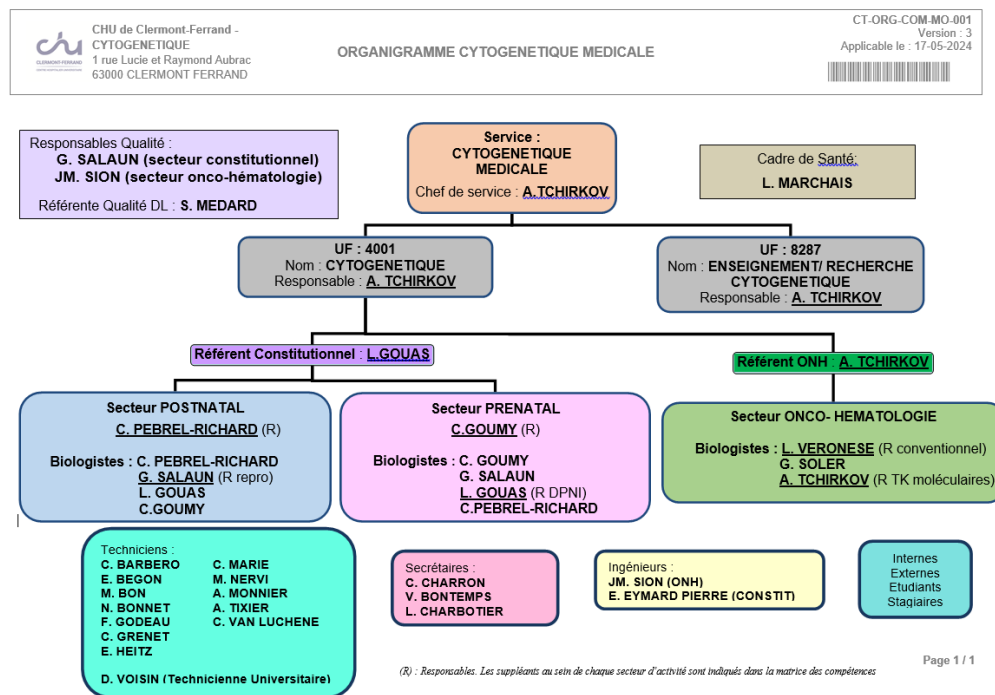 CHU de Clermont-Ferrand -
CYTOGENETIQUE
1 rue Lucie et Raymond Aubrac
63000 CLERMONT FERRAND
chu
CLERMONT-FERRAND
ORGANIGRAMME CYTOGENETIQUE MEDICALE
CT-ORG-COM-MO-001
Version : 3
Applicable le : 17-05-2024
Responsables Qualité :
G. SALAUN (secteur constitutionnel)
JM. SION (secteur onco-hématologie)
Référente Qualité DL : S. MEDARD
Service :
CYTOGENETIQUE
MEDICALE
Chef de service : A.TCHIRKOV
Cadre de Santé:
L. MARCHAIS
UF : 4001
Nom : CYTOGENETIQUE
Responsable : A. TCHIRKOV
UF : 8287
Nom : ENSEIGNEMENT/ RECHERCHE
CYTOGENETIQUE
Responsable : A. TCHIRKOV
Référent Constitutionnel : L.GOUAS
Référent ONH : A. TCHIRKOV
Secteur POSTNATAL
C. PEBREL-RICHARD (R)
Biologistes : C. PEBREL-RICHARD
G. SALAUN (R repro)
L. GOUAS
C.GOUMY
Secteur PRENATAL
C.GOUMY (R)
Biologistes : C. GOUMY
G. SALAUN
L. GOUAS (R DPNI)
C.PEBREL-RICHARD
Secteur ONCO- HEMATOLOGIE
Biologistes : L. VERONESE (R conventionnel)
G. SOLER
A. TCHIRKOV (R TK moléculaires)
Techniciens :
C. BARBERO
E. BEGON
M. BON
N. BONNET
F. GODEAU
C. GRENET
E. HEITZ
C. MARIE
M. NERVI
A. MONNIER
A. TIXIER
C. VAN LUCHENE
D. VOISIN (Technicienne Universitaire)
Secrétaires :
C. CHARRON
V. BONTEMPS
L. CHARBOTIER
Ingénieurs :
JM. SION (ONH)
E. EYMARD PIERRE (CONSTIT)
Internes
Externes
Etudiants
Stagiaires
(R) : Responsables. Les suppléants au sein de chaque secteur d'activité sont indiqués dans la matrice des compétences
Page 1 / 1